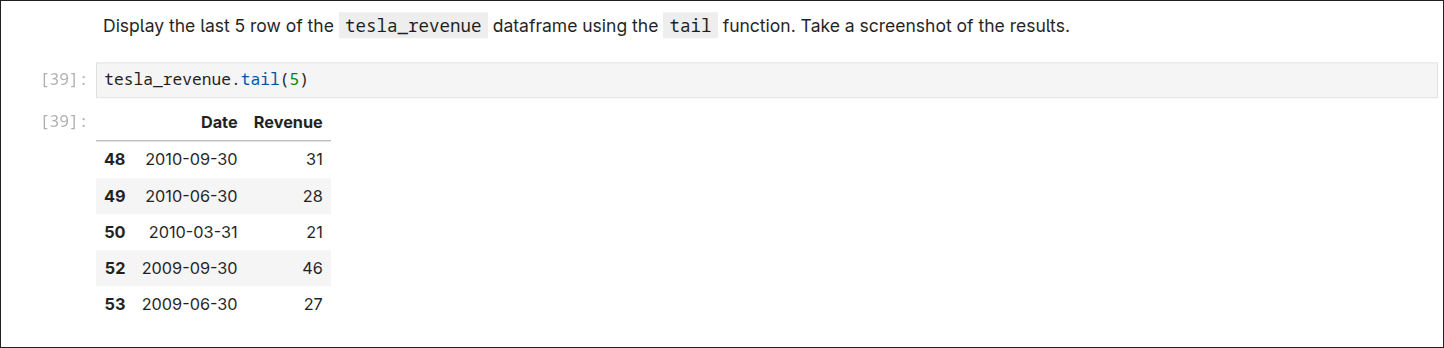 Display the last 5 row of the tesla_revenue dataframe using the tail function. Take a screenshot of the results.
[39]: tesla_revenue.tail(5)
[39]: Date Revenue
48 2010-09-30 31
49 2010-06-30 28
50 2010-03-31 21
52 2009-09-30 46
53 2009-06-30 27